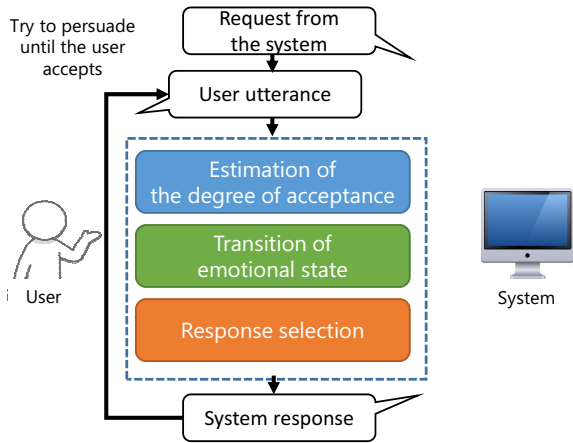 Try to persuade
until the user
accepts
Request from
the system
User utterance
Estimation of
the degree of acceptance
Transition of
emotional state
Response selection
User
System
System response